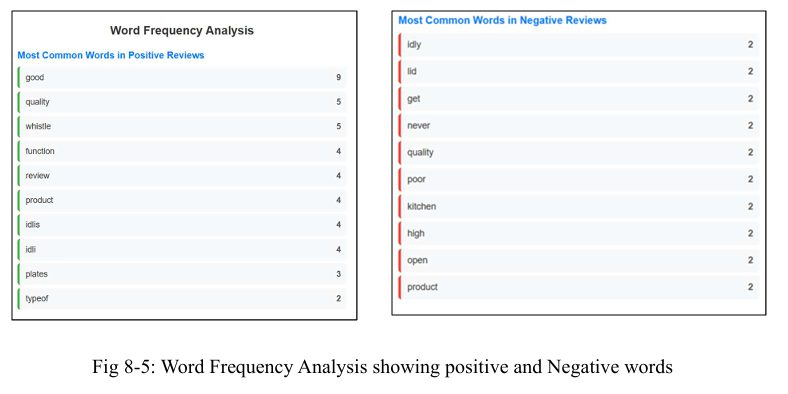 Word Frequency Analysis
Most Common Words in Positive Reviews
good 9
quality 5
whistle 5
function 4
review 4
product 4
idlis 4
idli 4
plates 3
typeof 2
Most Common Words in Negative Reviews
idly 2
lid 2
get 2
never 2
quality 2
poor 2
kitchen 2
high 2
open 2
product 2
Fig 8-5: Word Frequency Analysis showing positive and Negative words